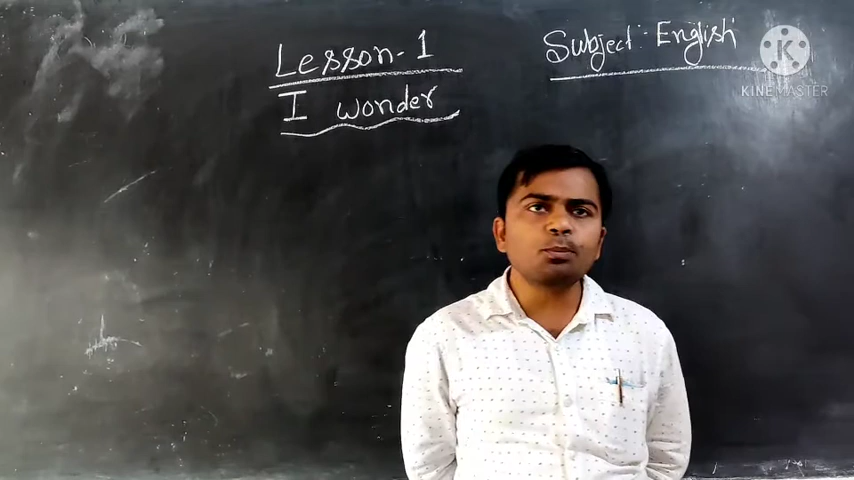 Lesson-1
Subject: English
I wonder
K
KINEMASTER